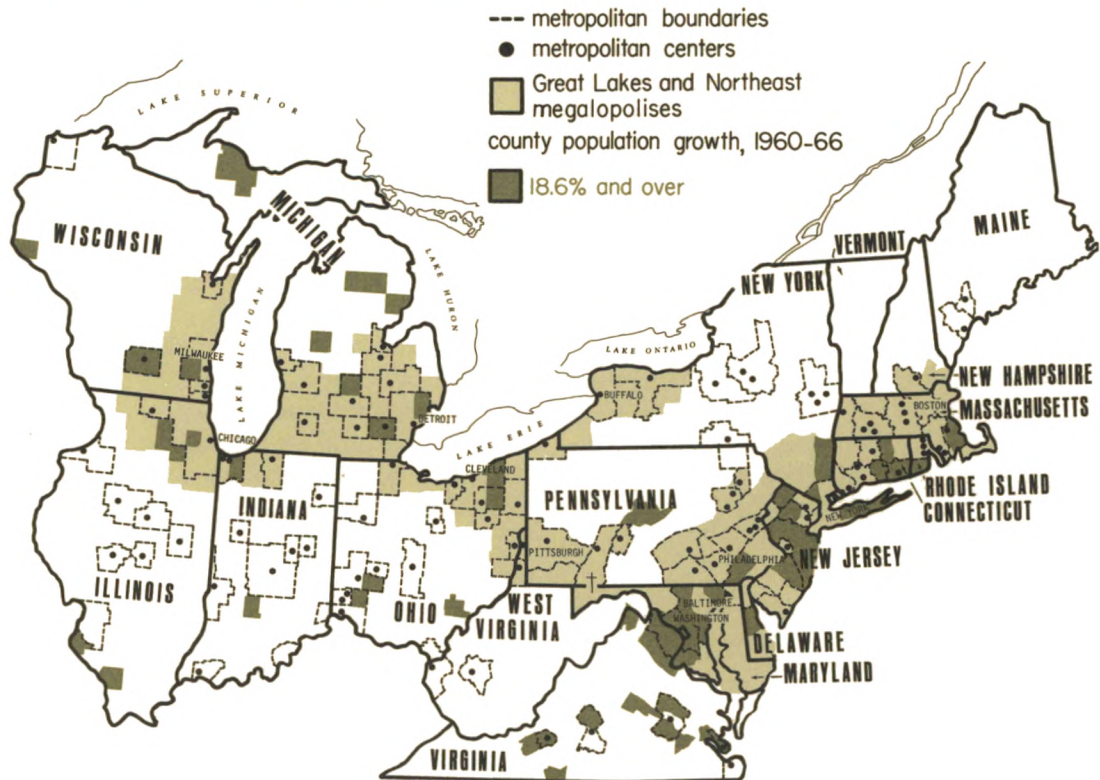 metropolitan boundaries
metropolitan centers
Great Lakes and Northeast
megalopolises
county population growth, 1960-66
18.6% and over
LAKE SUPERIOR
MAINE
MICHIGAN
WISCONSIN
VERMONT
NEW YORK
LAKE HURON
LAKE MICHIGAN
LAKE ONTARIO
MILWAUKEE
NEW HAMPSHIRE
BUFFALO
BOSTON
MASSACHUSETTS
DETROIT
LAKE ERIE
CHICAGO
CLEVELAND
RHODE ISLAND
CONNECTICUT
INDIANA
PENNSYLVANIA
NEW YORK
PITTSBURGH
PHILADELPHIA
NEW JERSEY
ILLINOIS
OHIO
WEST
VIRGINIA
BALTIMORE
WASHINGTON
DELAWARE
MARYLAND
VIRGINIA